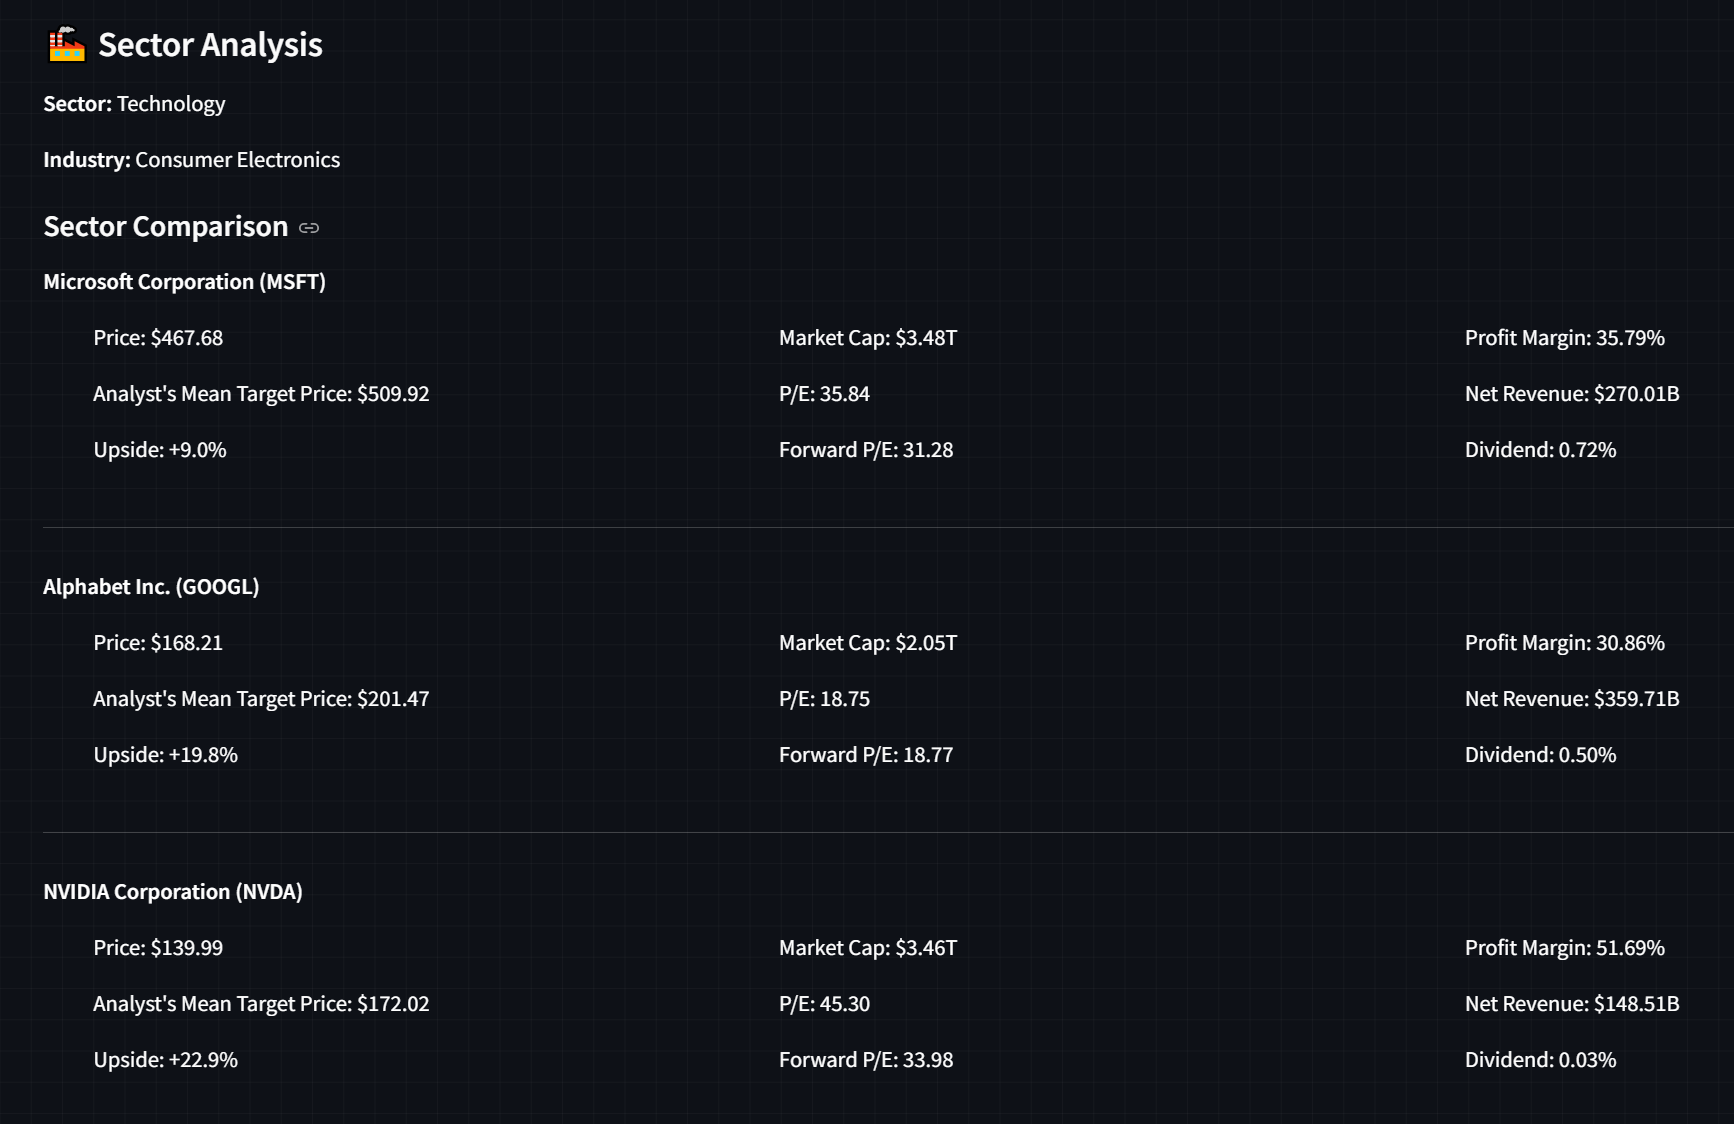 Sector Analysis
Sector: Technology
Industry: Consumer Electronics
Sector Comparison
Microsoft Corporation (MSFT)
Price: $467.68
Market Cap: $3.48T
Profit Margin: 35.79%
Analyst's Mean Target Price: $509.92
P/E: 35.84
Net Revenue: $270.01B
Upside: +9.0%
Forward P/E: 31.28
Dividend: 0.72%
Alphabet Inc. (GOOGL)
Price: $168.21
Market Cap: $2.05T
Profit Margin: 30.86%
Analyst's Mean Target Price: $201.47
P/E: 18.75
Net Revenue: $359.71B
Upside: +19.8%
Forward P/E: 18.77
Dividend: 0.50%
NVIDIA Corporation (NVDA)
Price: $139.99
Market Cap: $3.46T
Profit Margin: 51.69%
Analyst's Mean Target Price: $172.02
P/E: 45.30
Net Revenue: $148.51B
Upside: +22.9%
Forward P/E: 33.98
Dividend: 0.03%